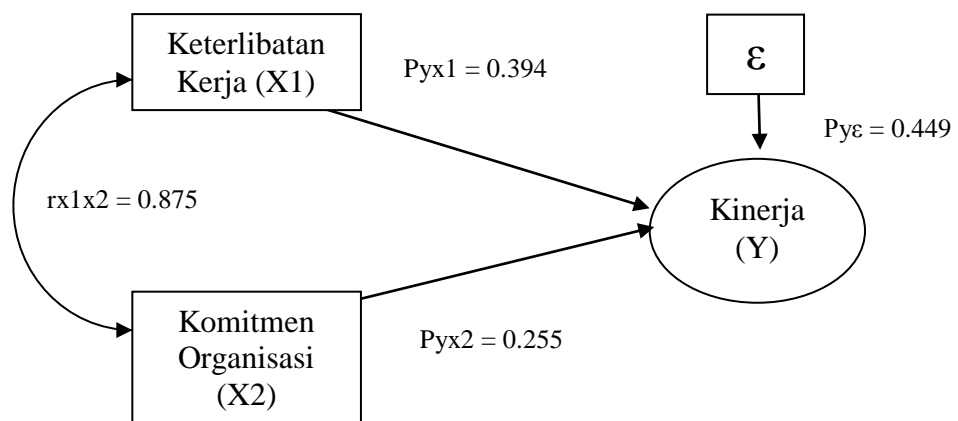 Keterlibatan
Kerja (X1)
Pyx1 = 0.394
ε
Pyε = 0.449
rx1x2 = 0.875
Kinerja
(Y)
Komitmen
Organisasi
(X2)
Pyx2 = 0.255